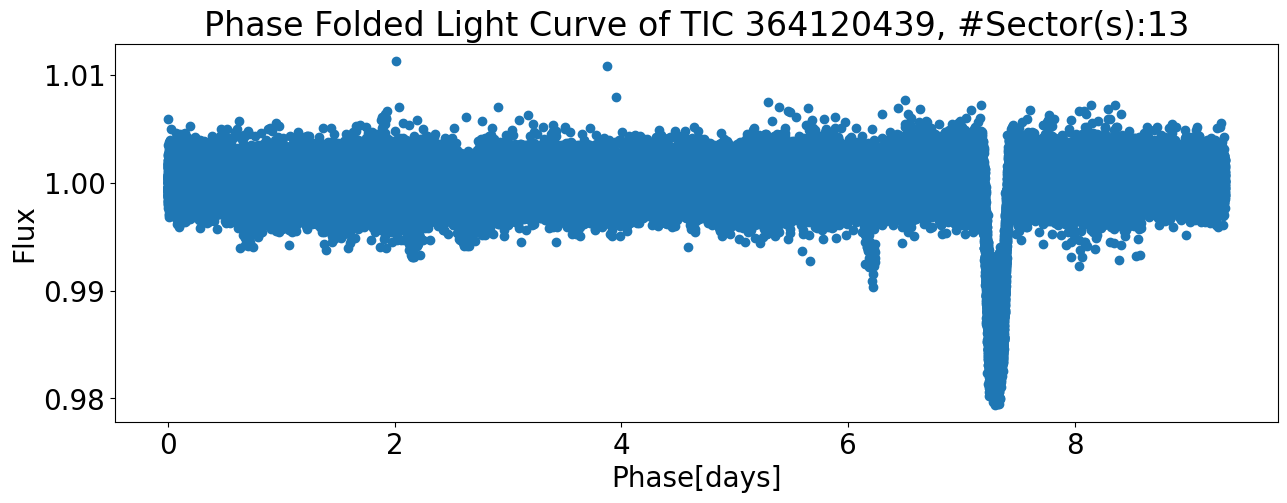 Phase Folded Light Curve of TIC 364120439, #Sector(s):13
1.01
1.00
0.99
0.98
Flux
0 2 4 6 8
Phase[days]